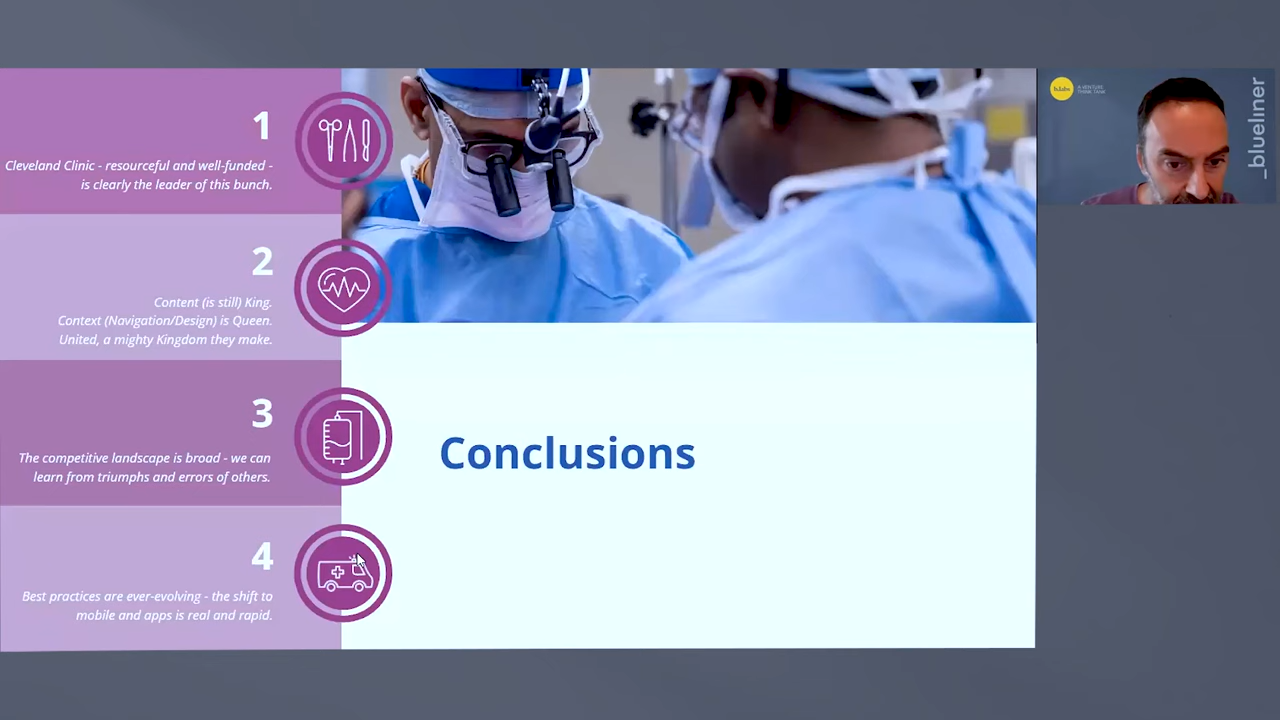 1
Cleveland Clinic - resourceful and well-funded -
is clearly the leader of this bunch.
2
Content (is still) King.
Context (Navigation/Design) is Queen.
United, a mighty Kingdom they make.
3
The competitive landscape is broad - we can
learn from triumphs and errors of others.
4
Best practices are ever-evolving - the shift to
mobile and apps is real and rapid.
Conclusions
A VENTURE
THINK TANK
_blueliner